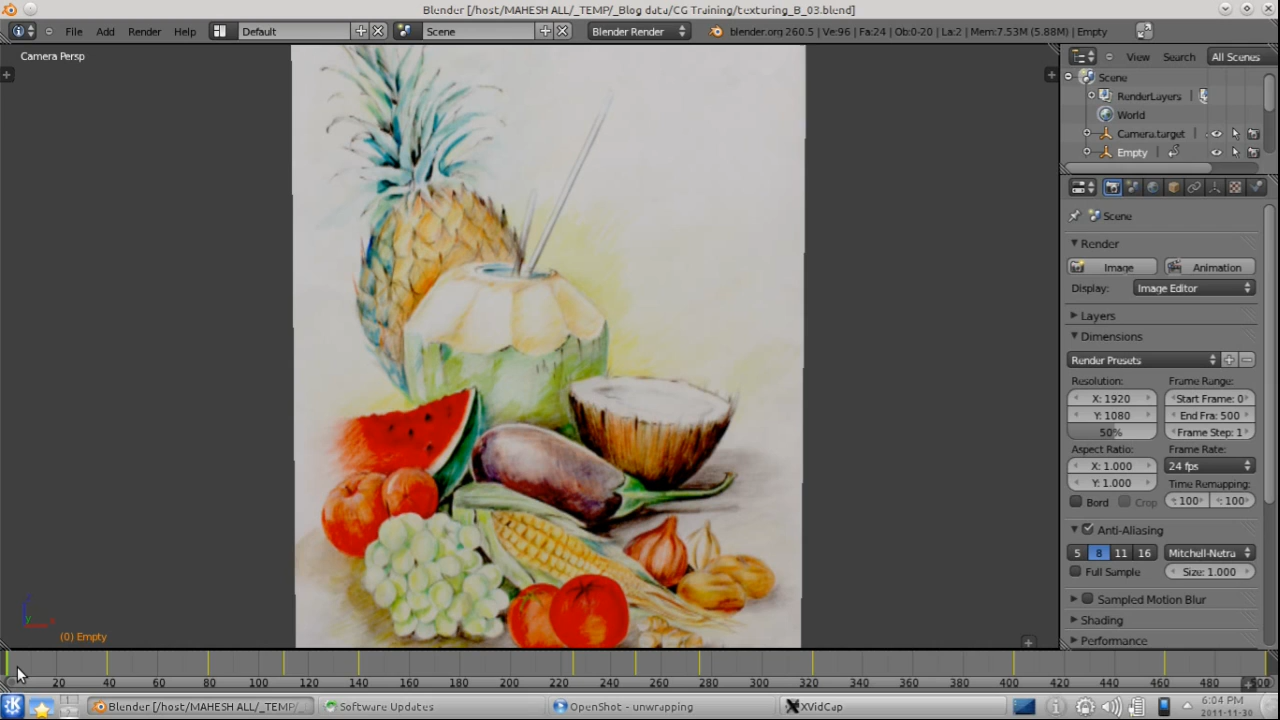 Blender [/host/MAHESH ALL/_TEMP/_Blog data/CG Training/texturing_B_03.blend]
File Add Render Help Default Scene Blender Render blender.org 260.5 | Ve:96 | Fa:24 | Ob:0-20 | La:2 | Mem:7.53M (5.88M) | Empty
Camera Persp
View Search All Scenes
Scene
RenderLayers
World
Camera.target
Empty
Scene
Render
Image Animation
Display: Image Editor
Layers
Dimensions
Render Presets
Resolution: Frame Range:
X: 1920 Start Frame: 0
Y: 1080 End Fra: 500
50% Frame Step: 1
Aspect Ratio: Frame Rate:
X: 1.000 24 fps
Y: 1.000 Time Remapping:
Bord Crop : 100 : 100
Anti-Aliasing
5 8 11 16 Mitchell-Netra
Full Sample Size: 1.000
Sampled Motion Blur
Shading
Performance
(0) Empty
20 40 60 80 100 120 140 160 180 200 220 240 260 280 300 320 340 360 380 400 420 440 460 480 500
Blender [/host/MAHESH ALL/_TEMP/_ Software Updates OpenShot - unwrapping XVidCap 6:04 PM
2011-11-30